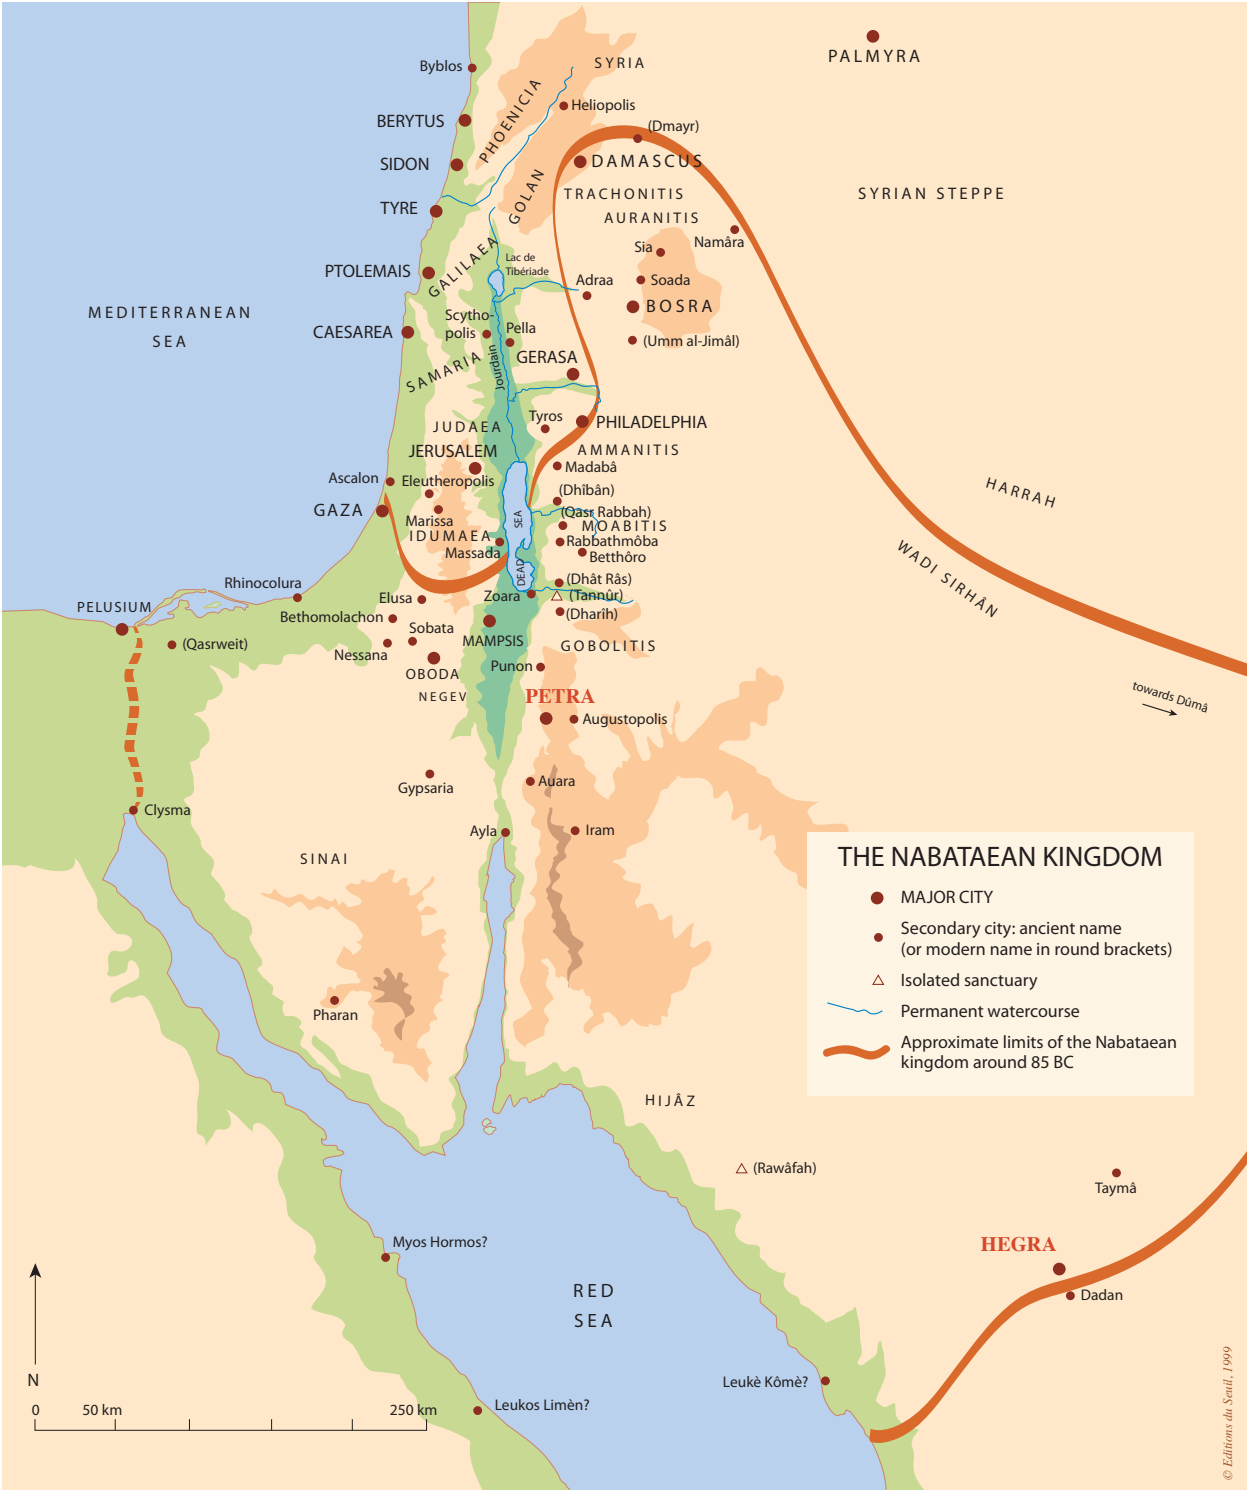 PALMYRA
SYRIA
Byblos
Heliopolis
PHOENICIA
BERYTUS
(Dmayr)
SIDON
DAMASCUS
GOLAN
TRACHONITIS
SYRIAN STEPPE
TYRE
AURANITIS
Sia
Namâra
GALILAEA
Lac de
Tibériade
PTOLEMAIS
Adraa
Soada
BOSRA
MEDITERRANEAN
SEA
Scytho-
polis
Pella
CAESAREA
(Umm al-Jimâl)
GERASA
SAMARIA
Jourdain
Tyros
PHILADELPHIA
JUDAEA
JERUSALEM
AMMANITIS
Madabâ
Ascalon
Eleutheropolis
(Dhîbân)
HARRAH
GAZA
Marissa
(Qasr Rabbah)
MOABITIS
IDUMAEA
Rabbathmôba
Massada
Betthôro
DEAD SEA
WADI SIRHÂN
Rhinocolura
(Dhât Râs)
Elusa
Zoara
(Tannûr)
PELUSIUM
Bethomolachon
(Dharîh)
Sobata
MAMPSIS
(Qasrweit)
Nessana
GOBOLITIS
OBODA
Punon
NEGEV
PETRA
towards Dûmâ
Augustopolis
Gypsaria
Auara
Clysma
Ayla
Iram
SINAI
THE NABATAEAN KINGDOM
MAJOR CITY
Secondary city: ancient name
(or modern name in round brackets)
Isolated sanctuary
Permanent watercourse
Approximate limits of the Nabataean
kingdom around 85 BC
Pharan
HIJÂZ
(Rawâfah)
Taymâ
Myos Hormos?
HEGRA
RED
SEA
Dadan
Leukè Kômè?
N
0
50 km
250 km
Leukos Limèn?
© Editions du Seuil, 1999